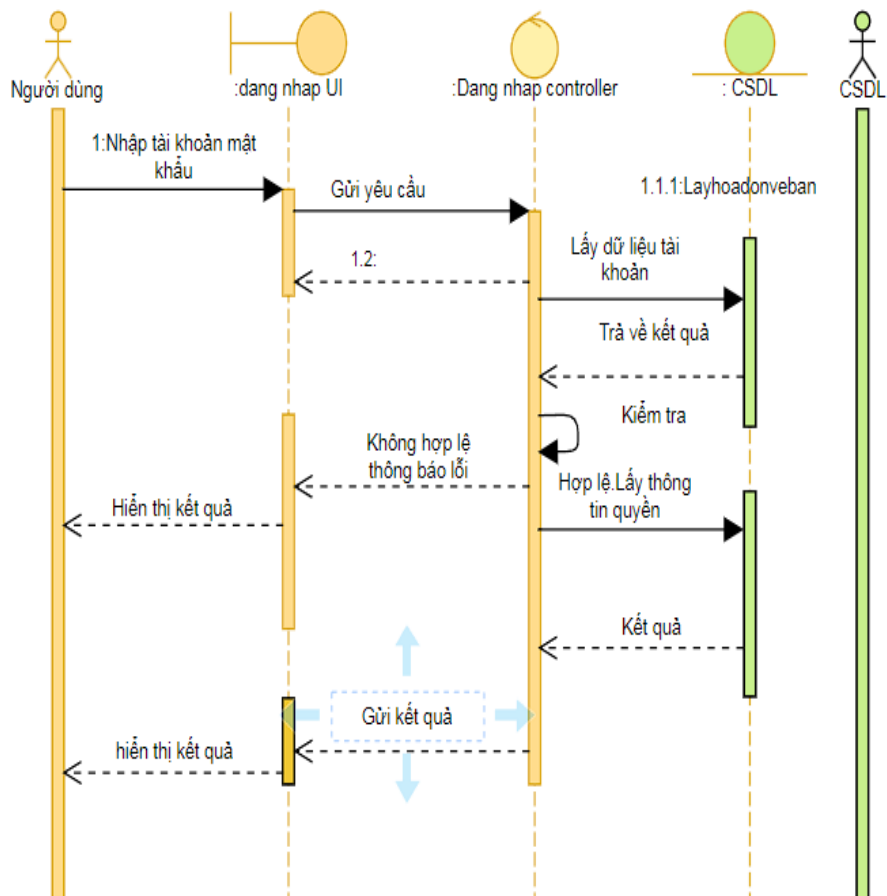 Người dùng
:dang nhap UI
:Dang nhap controller
: CSDL
CSDL
1:Nhập tài khoản mật
khẩu
Gửi yêu cầu
1.1.1:Layhoadonveban
1.2:
Lấy dữ liệu tài
khoản
Trả về kết quả
Kiểm tra
Không hợp lệ
thông báo lỗi
Hợp lệ.Lấy thông
tin quyền
Hiển thị kết quả
Kết quả
Gửi kết quả
hiển thị kết quả